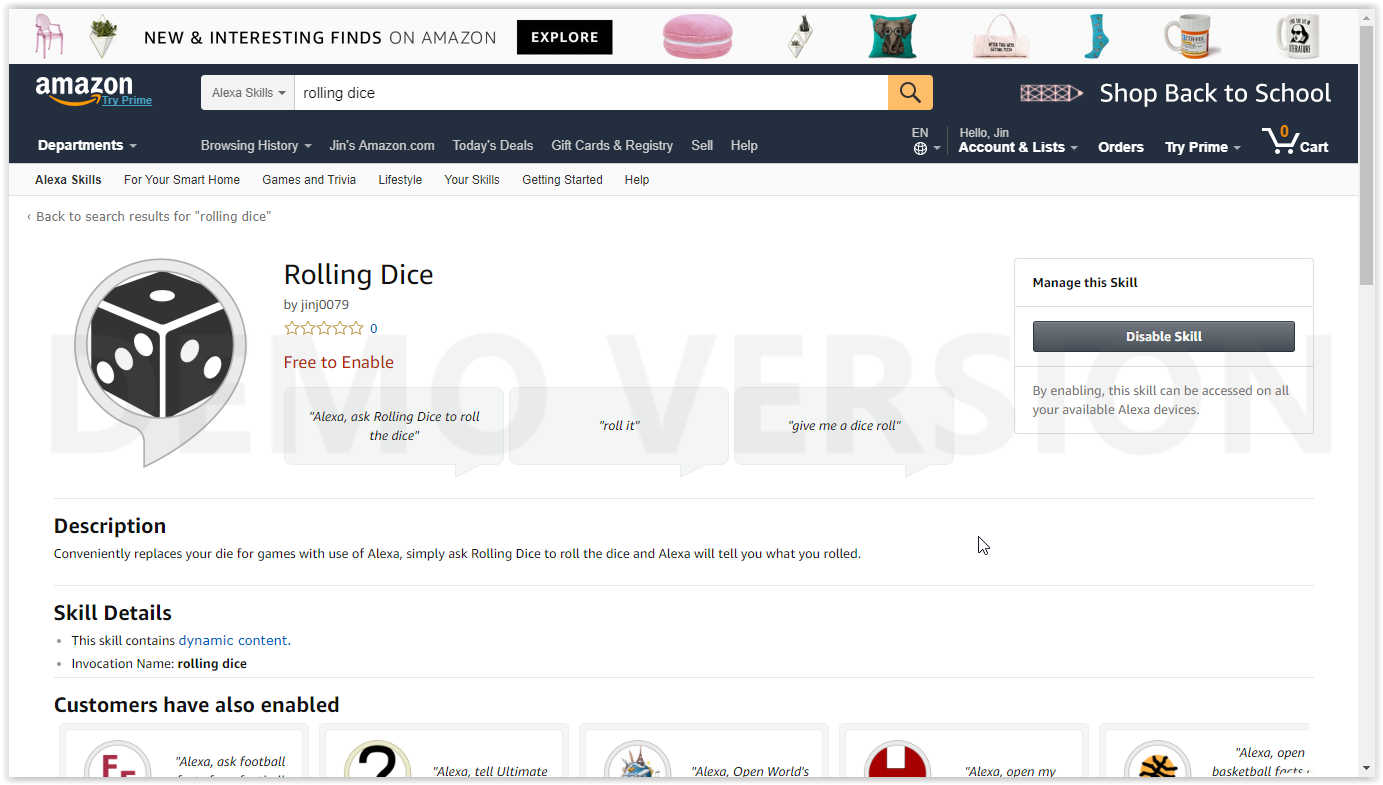 NEW & INTERESTING FINDS ON AMAZON EXPLORE
amazon
Try Prime
Alexa Skills
rolling dice
Shop Back to School
Departments
Browsing History
Jin's Amazon.com
Today's Deals
Gift Cards & Registry
Sell
Help
EN
Hello, Jin
Account & Lists
Orders
Try Prime
0
Cart
Alexa Skills
For Your Smart Home
Games and Trivia
Lifestyle
Your Skills
Getting Started
Help
‹ Back to search results for "rolling dice"
Rolling Dice
by jinj0079
0
Free to Enable
"Alexa, ask Rolling Dice to roll
the dice"
"roll it"
"give me a dice roll"
Manage this Skill
Disable Skill
By enabling, this skill can be accessed on all
your available Alexa devices.
DEMO VERSION
Description
Conveniently replaces your die for games with use of Alexa, simply ask Rolling Dice to roll the dice and Alexa will tell you what you rolled.
Skill Details
This skill contains dynamic content.
Invocation Name: rolling dice
Customers have also enabled
"Alexa, ask football
"Alexa, tell Ultimate
"Alexa, Open World's
"Alexa, open my
"Alexa, open
basketball facts